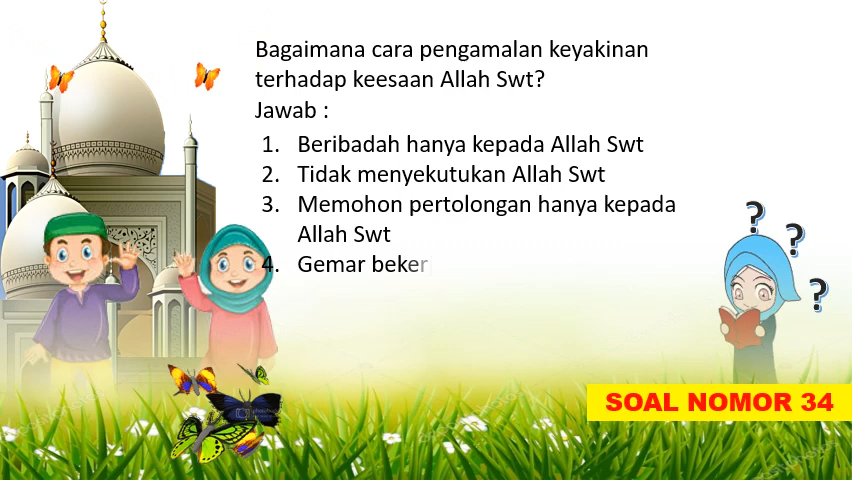 Bagaimana cara pengamalan keyakinan
terhadap keesaan Allah Swt?
Jawab :
1. Beribadah hanya kepada Allah Swt
2. Tidak menyekutukan Allah Swt
3. Memohon pertolongan hanya kepada
Allah Swt
4. Gemar beker
?
?
?
SOAL NOMOR 34